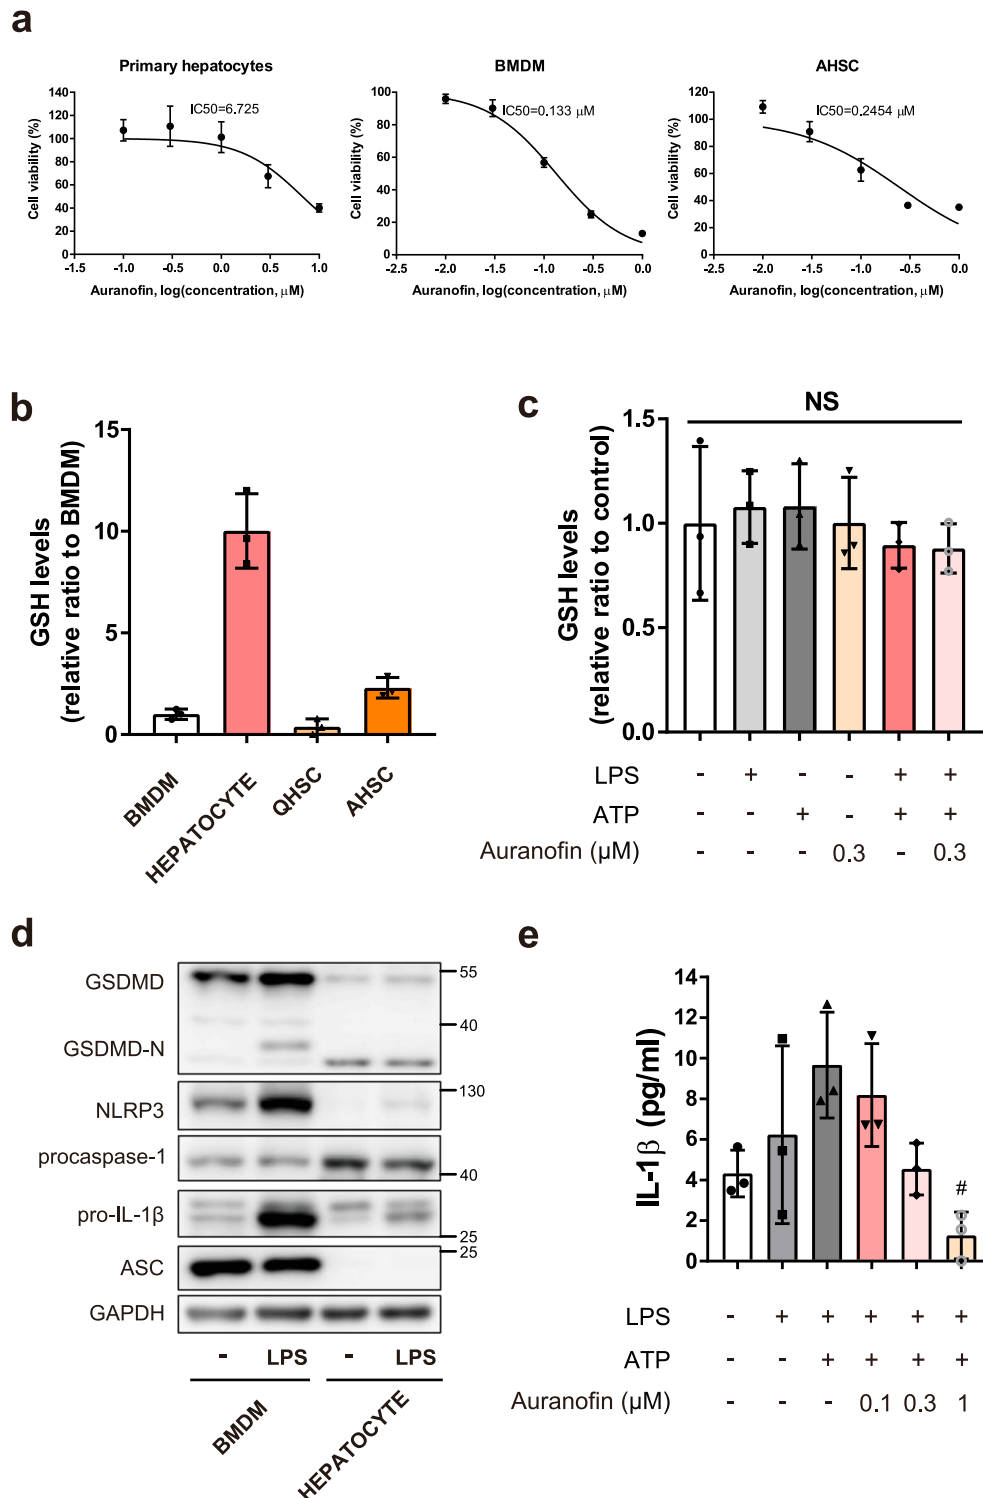 a
Primary hepatocytes
BMDM
AHSC
IC50=6.725
IC50=0.133 μM
IC50=0.2454 μM
Cell viability (%)
140
120
100
80
60
40
20
0
Cell viability (%)
100
80
60
40
20
0
Cell viability (%)
120
100
80
60
40
20
0
-1.5 -1.0 -0.5 0.0 0.5 1.0
-2.5 -2.0 -1.5 -1.0 -0.5 0.0
-2.5 -2.0 -1.5 -1.0 -0.5 0.0
Auranofin, log(concentration, μM)
Auranofin, log(concentration, μM)
Auranofin, log(concentration, μM)
b
GSH levels
(relative ratio to BMDM)
15
10
5
0
BMDM
HEPATOCYTE
QHSC
AHSC
c
NS
GSH levels
(relative ratio to control)
1.5
1.0
0.5
0.0
LPS - + - - + +
ATP - - + - + +
Auranofin (μM) - - - 0.3 - 0.3
d
GSDMD
55
40
GSDMD-N
NLRP3
130
procaspase-1
40
pro-IL-1β
25
ASC
25
GAPDH
- LPS - LPS
BMDM
HEPATOCYTE
e
IL-1β (pg/ml)
14
12
10
8
6
4
2
0
#
LPS - + + + + +
ATP - - + + + +
Auranofin (μM) - - - 0.1 0.3 1